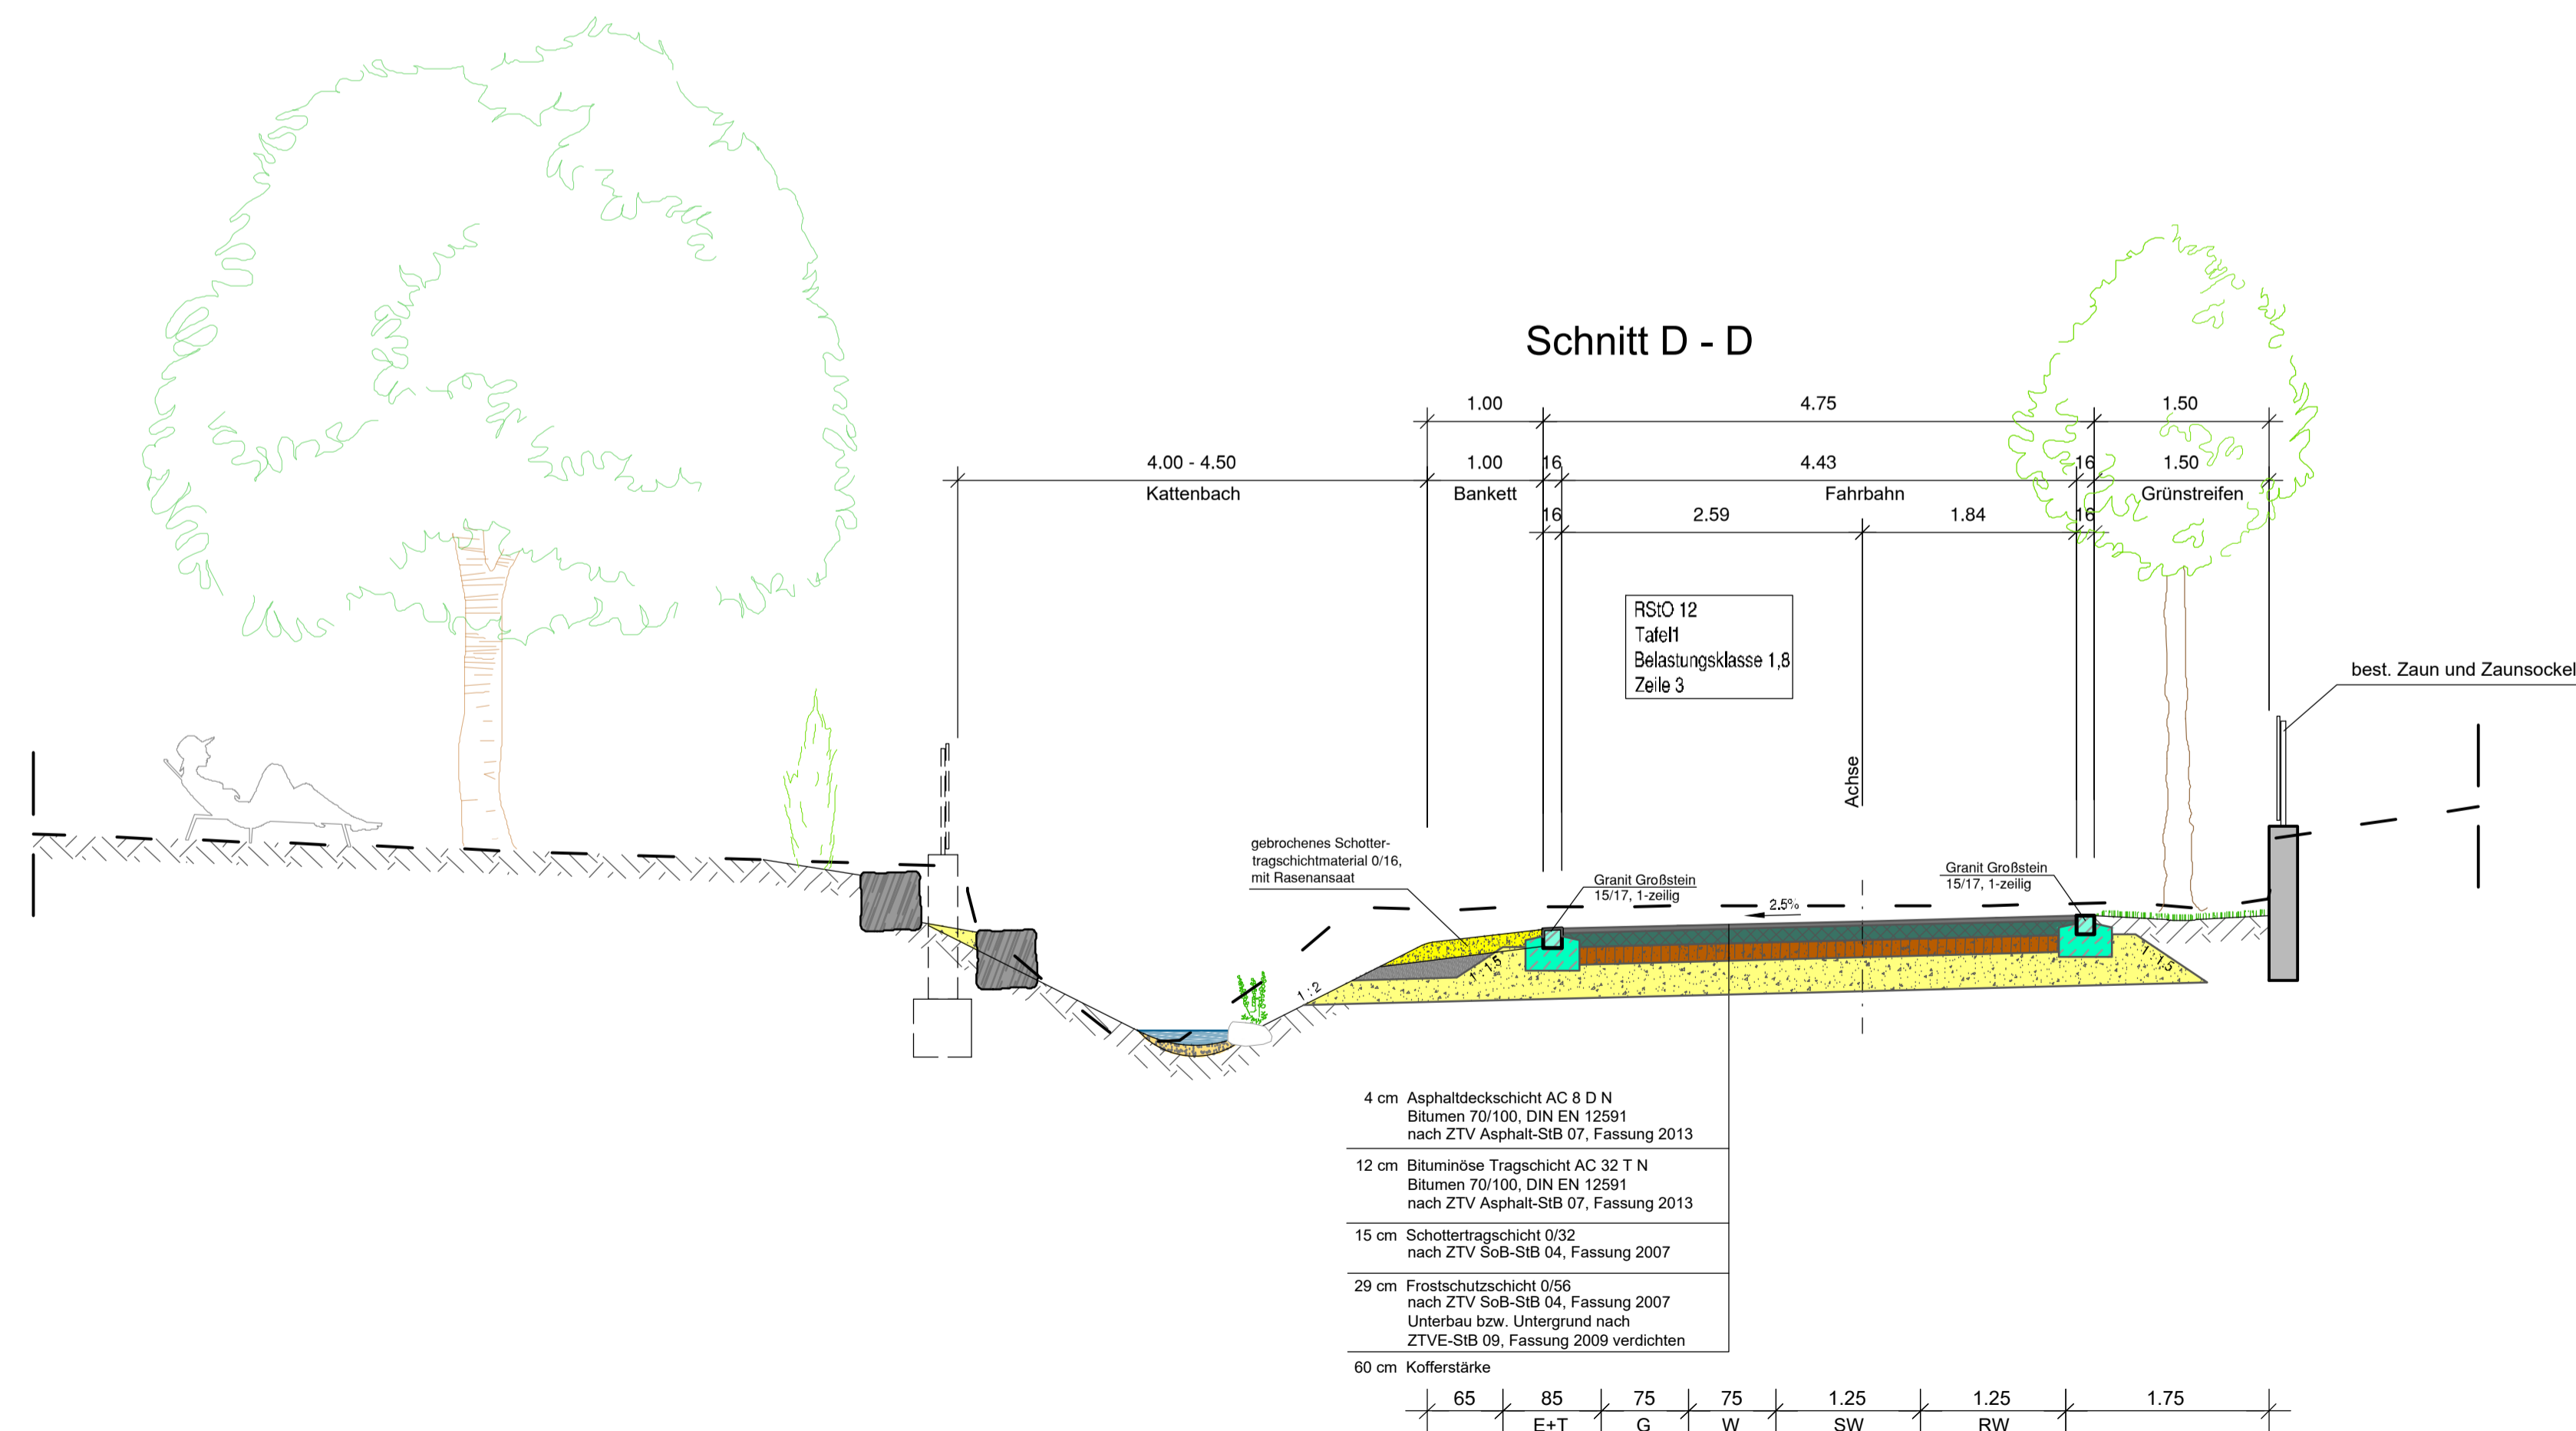 Schnitt D - D
1.00 4.75 1.50
4.00 - 4.50 1.00 16 4.43 16 1.50
Kattenbach Bankett Fahrbahn Grünstreifen
16 2.59 1.84 16
RStO 12
Tafel1
Belastungsklasse 1,8
Zeile 3
best. Zaun und Zaunsockel
Achse
gebrochenes Schotter-
tragschichtmaterial 0/16,
mit Rasenansaat
Granit Großstein
15/17, 1-zeilig
2.5%
Granit Großstein
15/17, 1-zeilig
1:2
1:1.5
1:1.5
4 cm Asphaltdeckschicht AC 8 D N
Bitumen 70/100, DIN EN 12591
nach ZTV Asphalt-StB 07, Fassung 2013
12 cm Bituminöse Tragschicht AC 32 T N
Bitumen 70/100, DIN EN 12591
nach ZTV Asphalt-StB 07, Fassung 2013
15 cm Schottertragschicht 0/32
nach ZTV SoB-StB 04, Fassung 2007
29 cm Frostschutzschicht 0/56
nach ZTV SoB-StB 04, Fassung 2007
Unterbau bzw. Untergrund nach
ZTVE-StB 09, Fassung 2009 verdichten
60 cm Kofferstärke
65 85 75 75 1.25 1.25 1.75
E+T G W SW RW